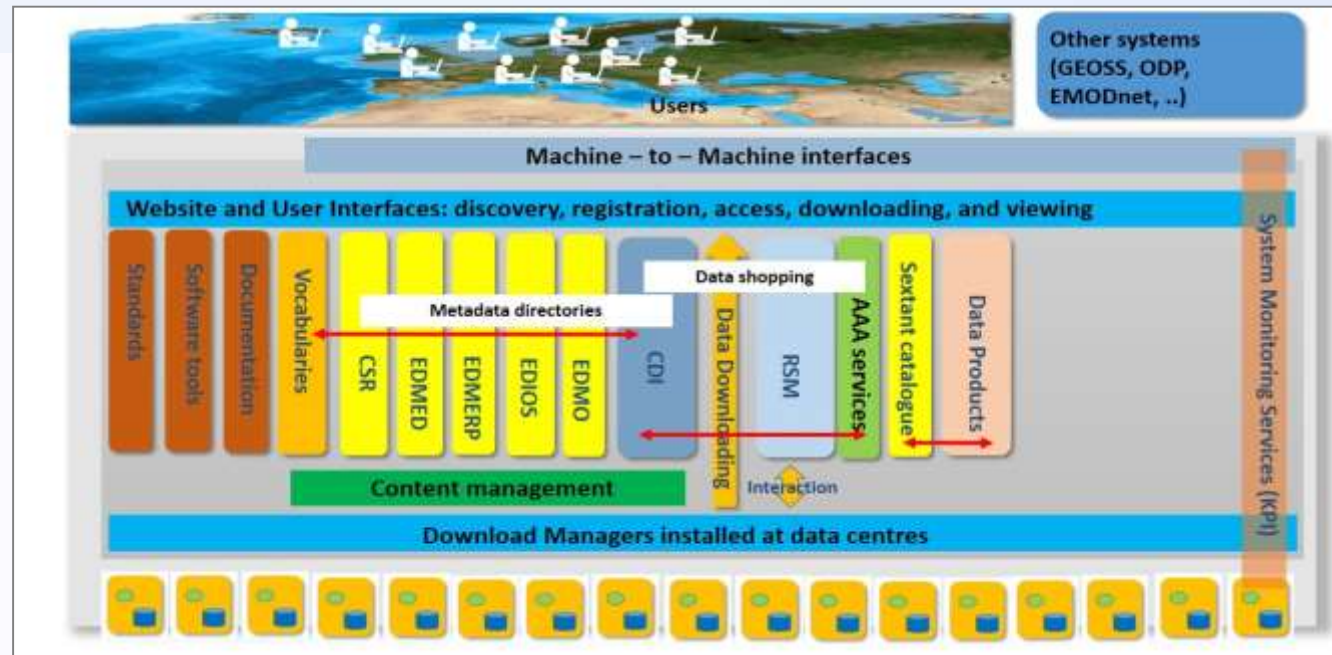 Users
Other systems
(GEOSS, ODP,
EMODnet, ..)
Machine – to – Machine interfaces
Website and User Interfaces: discovery, registration, access, downloading, and viewing
Standards
Software tools
Documentation
Vocabularies
CSR
EDMED
EDMERP
EDIOS
EDMO
CDI
Data Downloading
RSM
AAA services
Sextant catalogue
Data Products
System Monitoring Services (KPI)
Data shopping
Metadata directories
Content management
Interaction
Download Managers installed at data centres